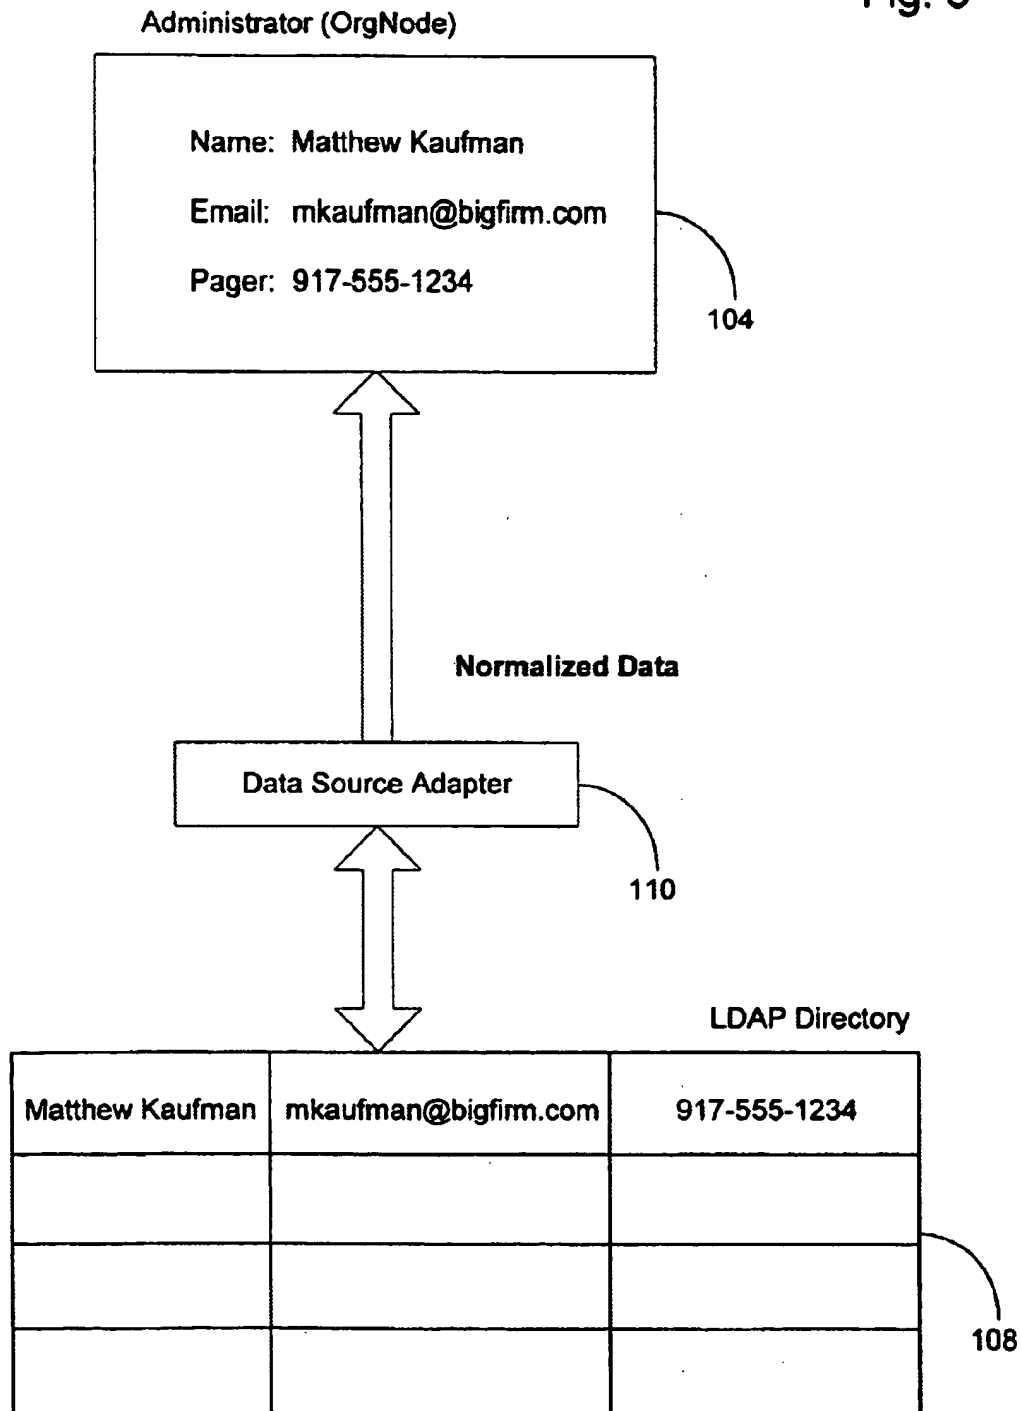 Administrator (OrgNode)
Name: Matthew Kaufman
Email: mkaufman@bigfirm.com
Pager: 917-555-1234
104
Normalized Data
Data Source Adapter
110
LDAP Directory
Matthew Kaufman mkaufman@bigfirm.com 917-555-1234
108